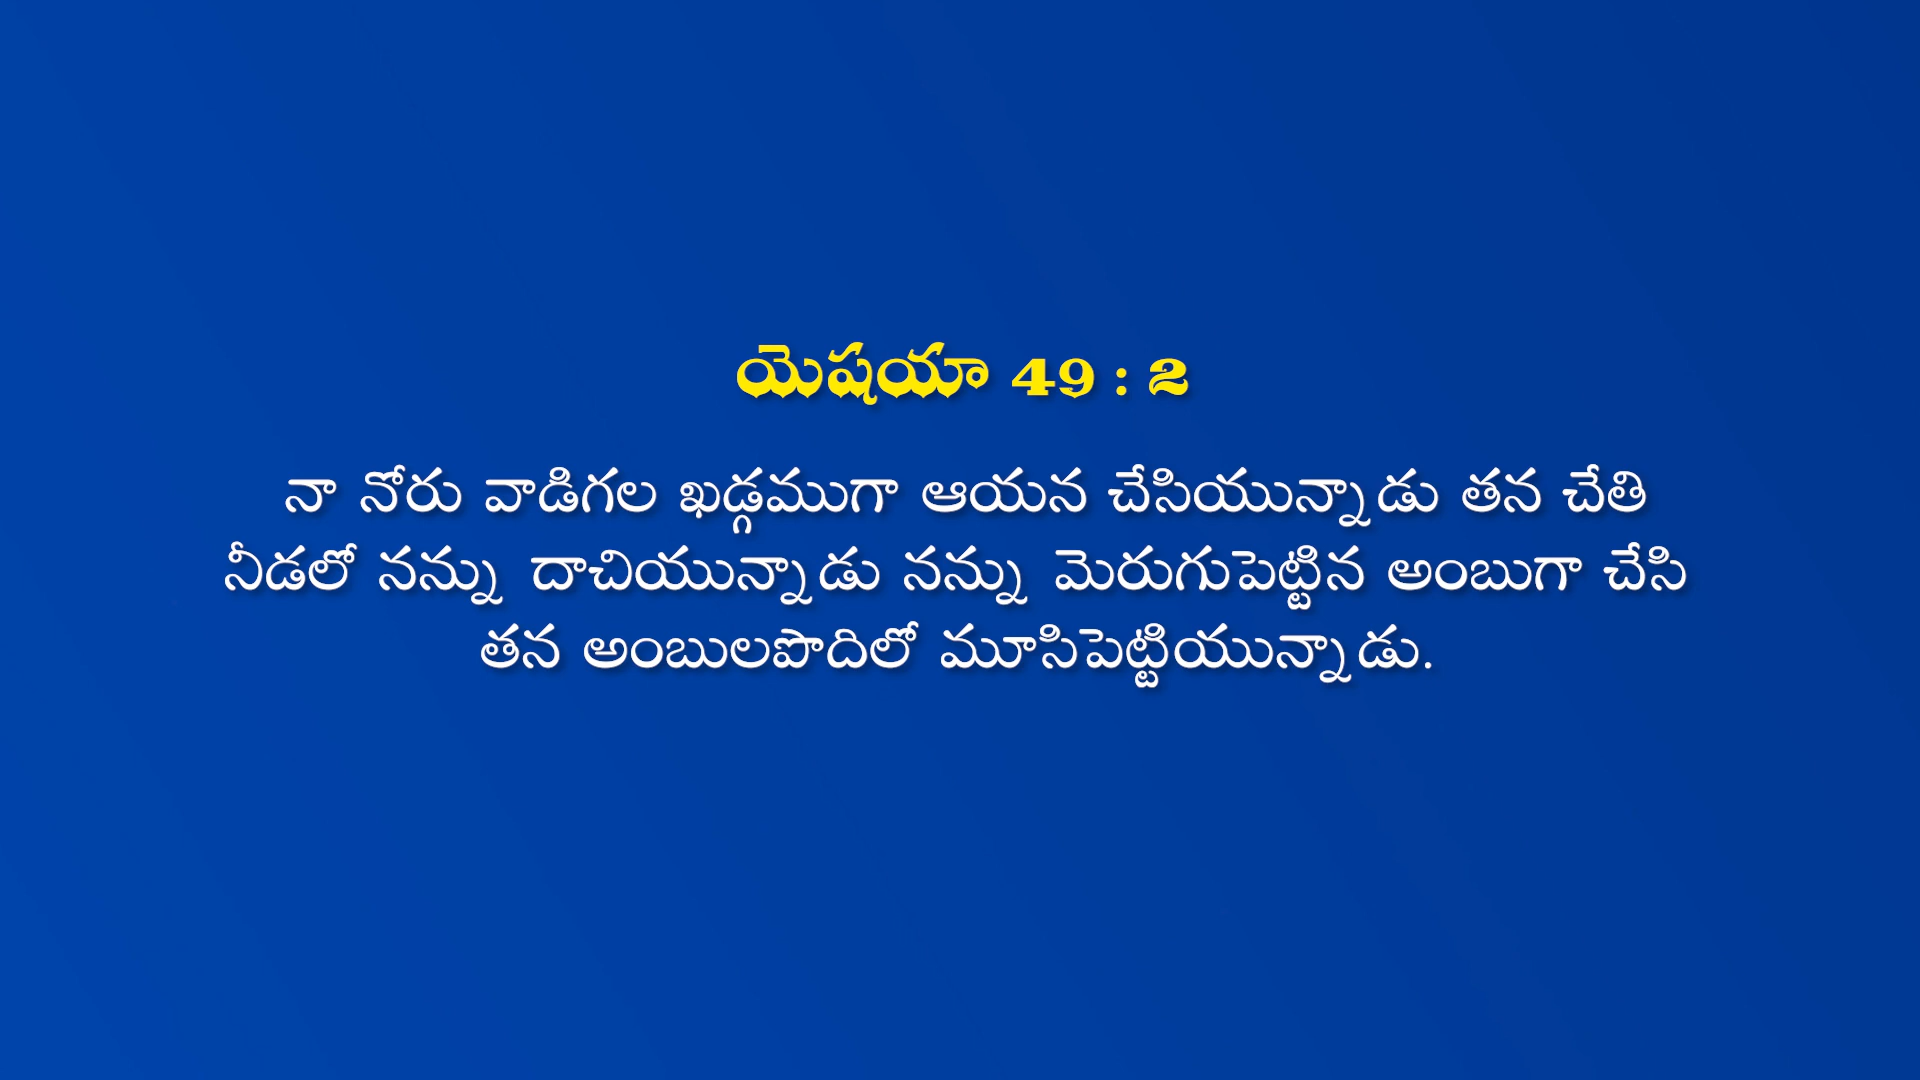 యెషయా 49 : 2
నా నోరు వాడిగల ఖడ్గముగా ఆయన చేసియున్నాడు తన చేతి
నీడలో నన్ను దాచియున్నాడు నన్ను మెరుగుపెట్టిన అంబుగా చేసి
తన అంబులపొదిలో మూసిపెట్టియున్నాడు.